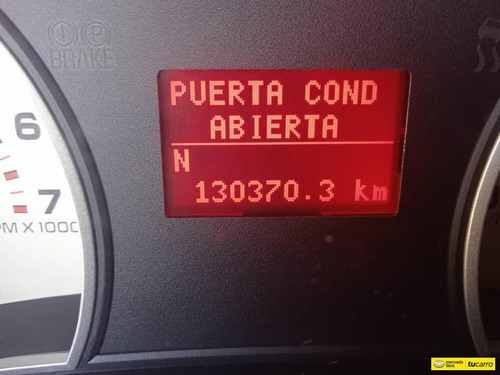 BRAKE
PUERTA COND
ABIERTA
N
130370.3 km
6
7
PM X 1000
mercado
libre
tucarro